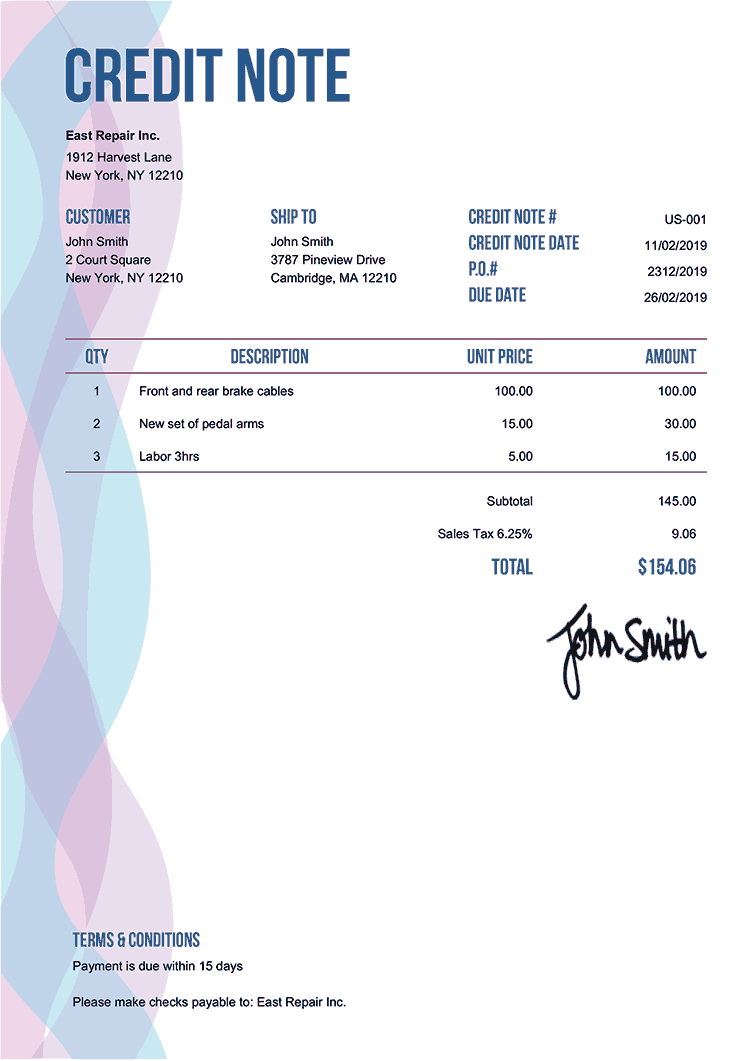 CREDIT NOTE
East Repair Inc.
1912 Harvest Lane
New York, NY 12210
CUSTOMER
John Smith
2 Court Square
New York, NY 12210
SHIP TO
John Smith
3787 Pineview Drive
Cambridge, MA 12210
CREDIT NOTE # US-001
CREDIT NOTE DATE 11/02/2019
P.O.# 2312/2019
DUE DATE 26/02/2019
QTY DESCRIPTION UNIT PRICE AMOUNT
1 Front and rear brake cables 100.00 100.00
2 New set of pedal arms 15.00 30.00
3 Labor 3hrs 5.00 15.00
Subtotal 145.00
Sales Tax 6.25% 9.06
TOTAL $154.06
John Smith
TERMS & CONDITIONS
Payment is due within 15 days
Please make checks payable to: East Repair Inc.